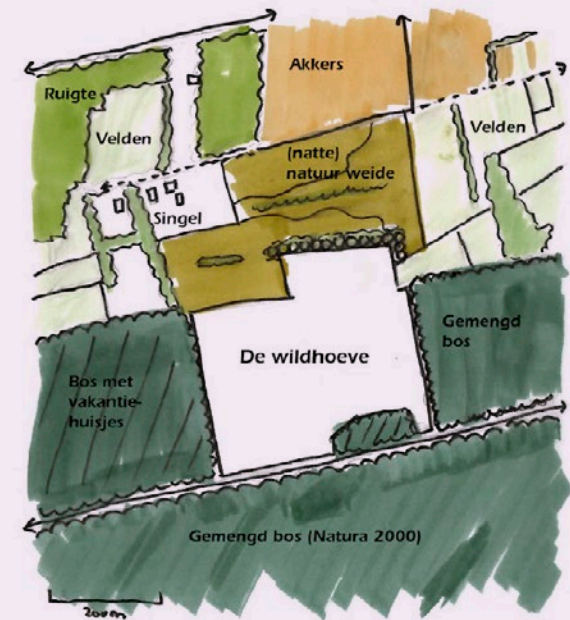 Akkers
Ruigte
Velden
Velden
(natte)
natuur weide
Singel
De wildhoeve
Gemengd
bos
Bos met
vakantie-
huisjes
Gemengd bos (Natura 2000)
200m